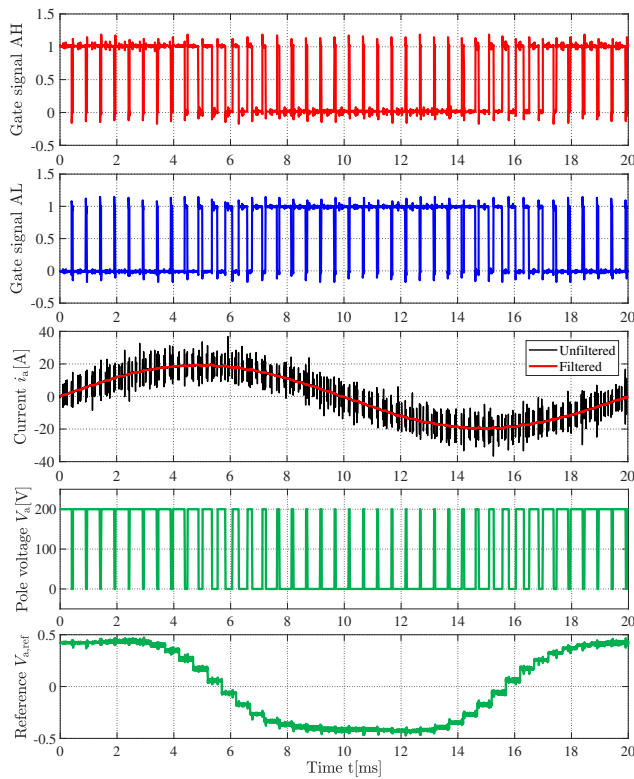 Gate signal AH
1.5
1
0.5
0
-0.5
0 2 4 6 8 10 12 14 16 18 20
Gate signal AL
1.5
1
0.5
0
-0.5
0 2 4 6 8 10 12 14 16 18 20
Current ia[A]
40
20
0
-20
-40
Unfiltered
Filtered
0 2 4 6 8 10 12 14 16 18 20
Pole voltage Va[V]
200
100
0
0 2 4 6 8 10 12 14 16 18 20
Reference Va,ref
0.5
0
-0.5
0 2 4 6 8 10 12 14 16 18 20
Time t[ms]